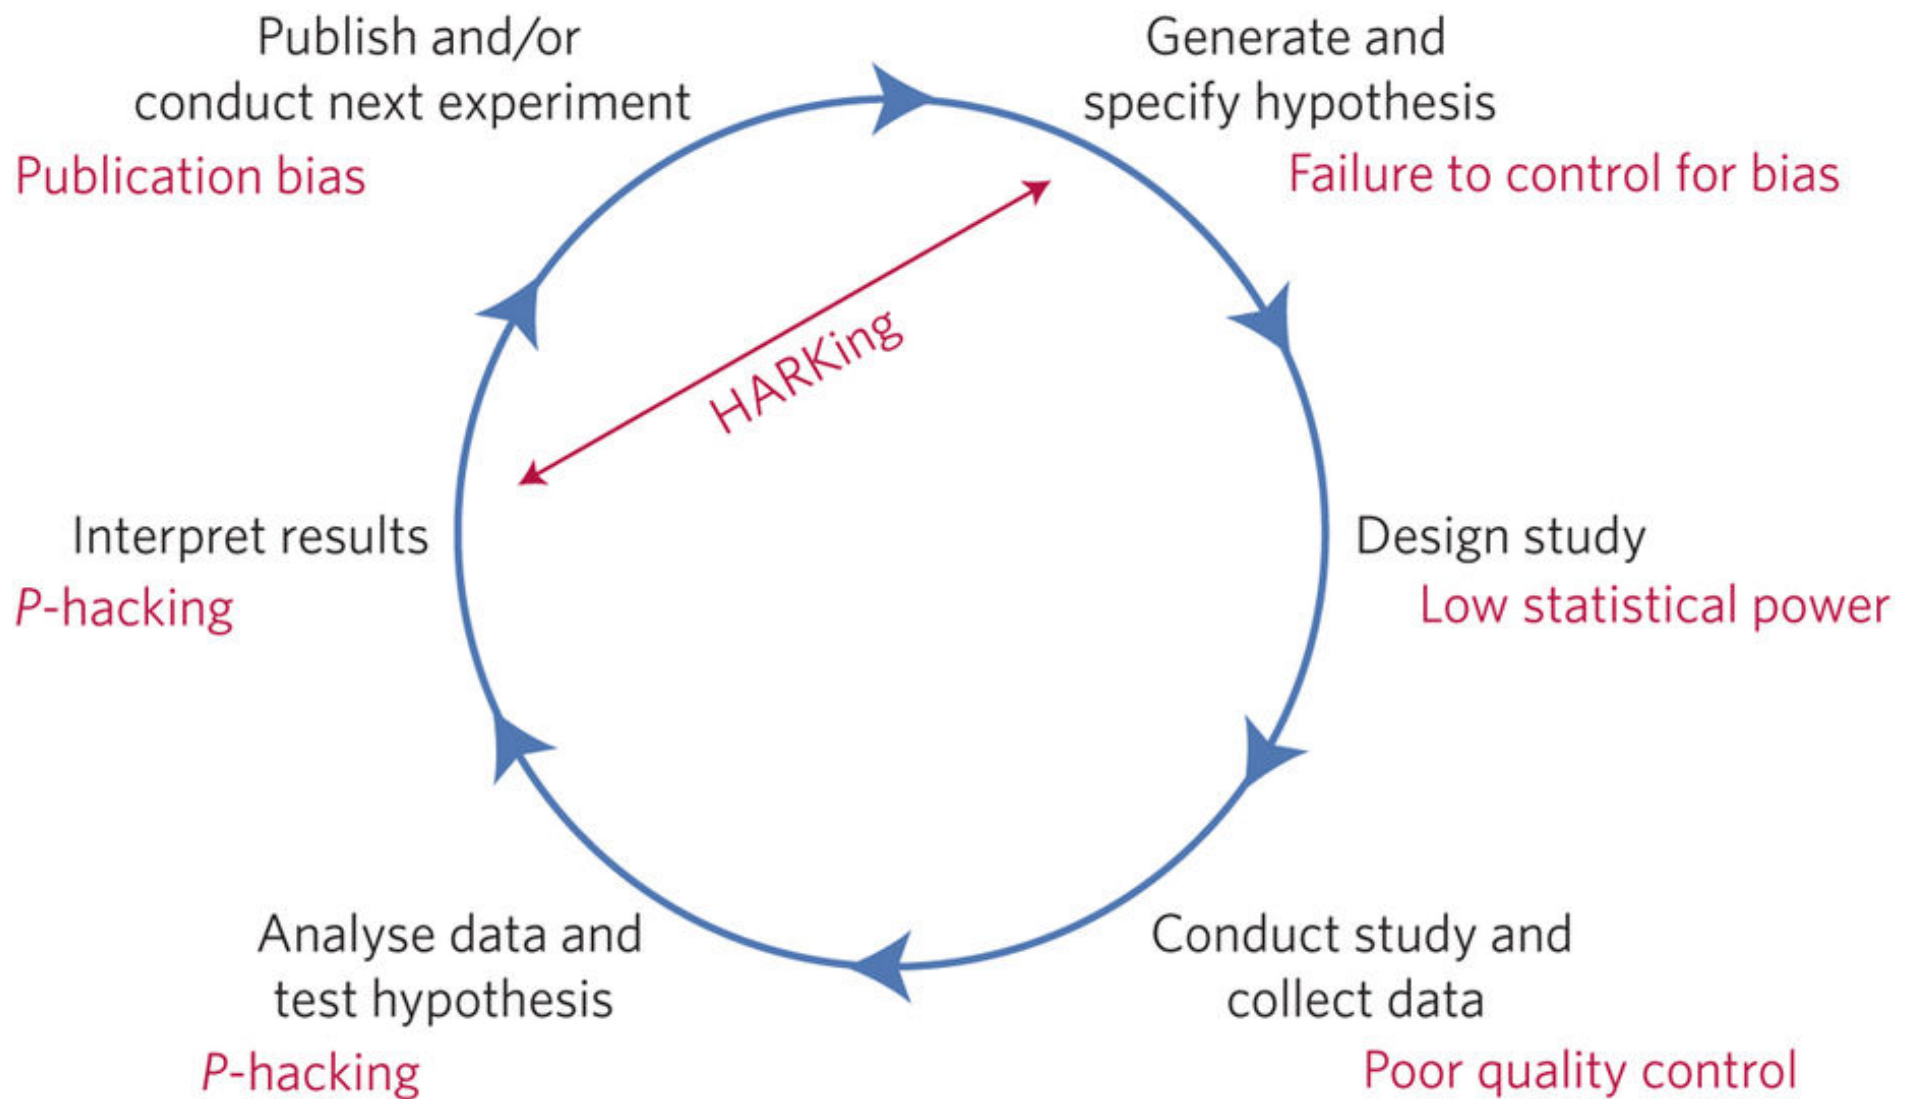 Publish and/or
conduct next experiment
Publication bias
Generate and
specify hypothesis
Failure to control for bias
HARKing
Interpret results
P-hacking
Design study
Low statistical power
Analyse data and
test hypothesis
P-hacking
Conduct study and
collect data
Poor quality control